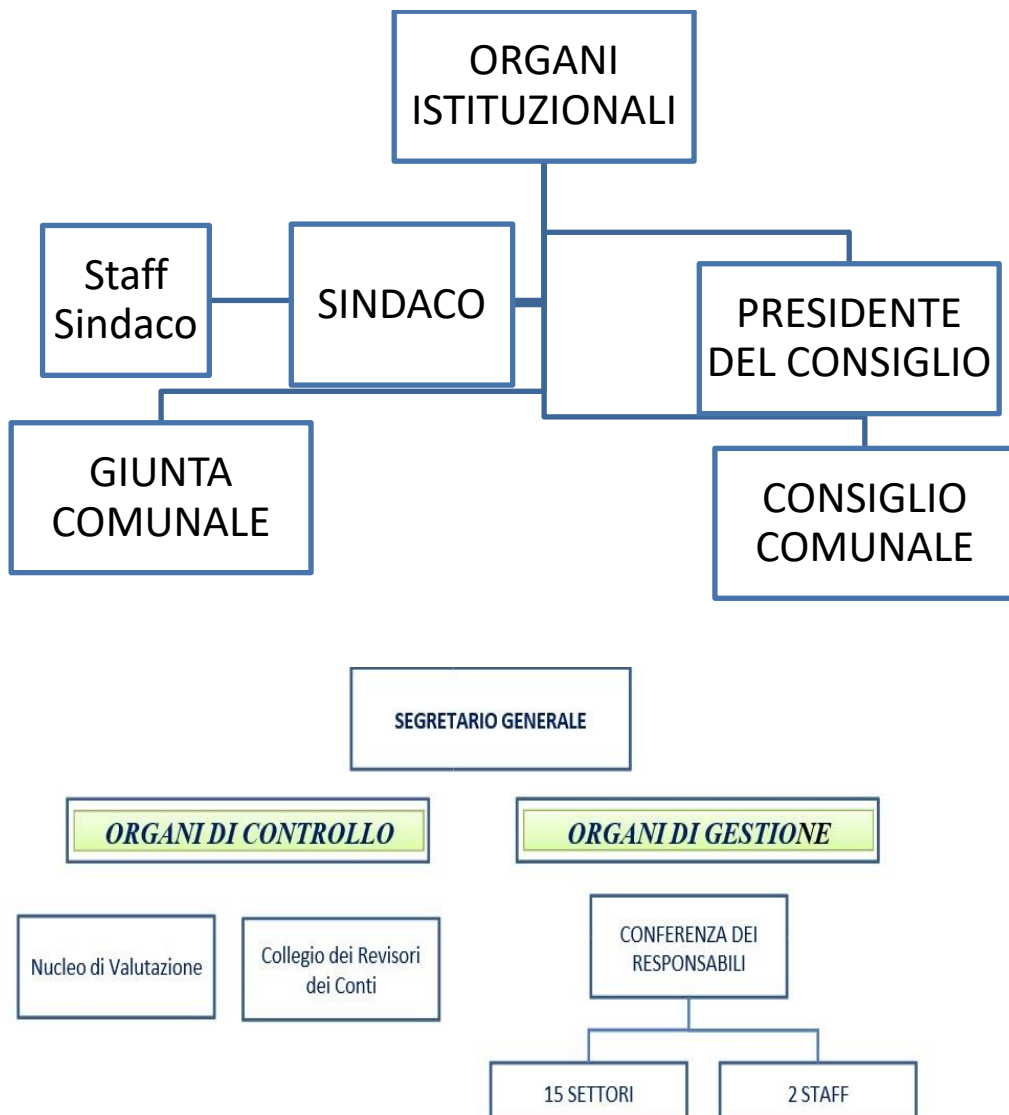 ORGANI
ISTITUZIONALI
Staff
Sindaco
SINDACO
PRESIDENTE
DEL CONSIGLIO
GIUNTA
COMUNALE
CONSIGLIO
COMUNALE
SEGRETARIO GENERALE
ORGANI DI CONTROLLO
ORGANI DI GESTIONE
Nucleo di Valutazione
Collegio dei Revisori
dei Conti
CONFERENZA DEI
RESPONSABILI
15 SETTORI
2 STAFF